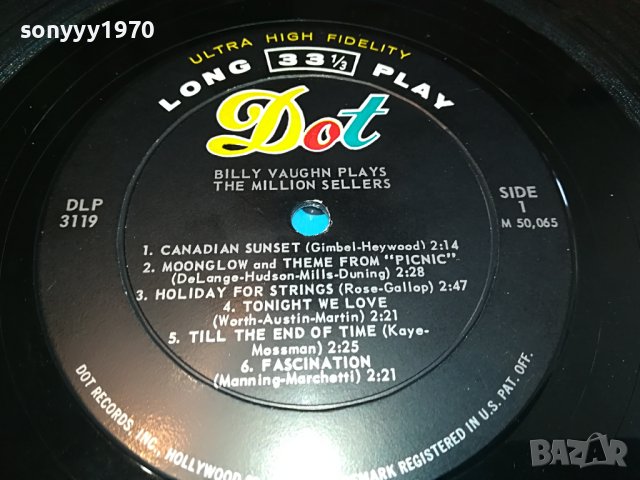 sonyyy1970
ULTRA HIGH FIDELITY
LONG 33 1/3 PLAY
Dot
BILLY VAUGHN PLAYS
THE MILLION SELLERS
DLP
3119
SIDE
1
M 50,065
1. CANADIAN SUNSET (Gimbel-Heywood) 2:14
2. MOONGLOW and THEME FROM "PICNIC"
(DeLange-Hudson-Mills-Duning) 2:28
3. HOLIDAY FOR STRINGS (Rose-Gallop) 2:47
4. TONIGHT WE LOVE
(Worth-Austin-Martin) 2:21
5. TILL THE END OF TIME (Kaye-
Mossman) 2:25
6. FASCINATION
(Manning-Marchetti) 2:21
DOT RECORDS, INC., HOLLYWOOD
MARK REGISTERED IN U.S. PAT. OFF.
BAZAR